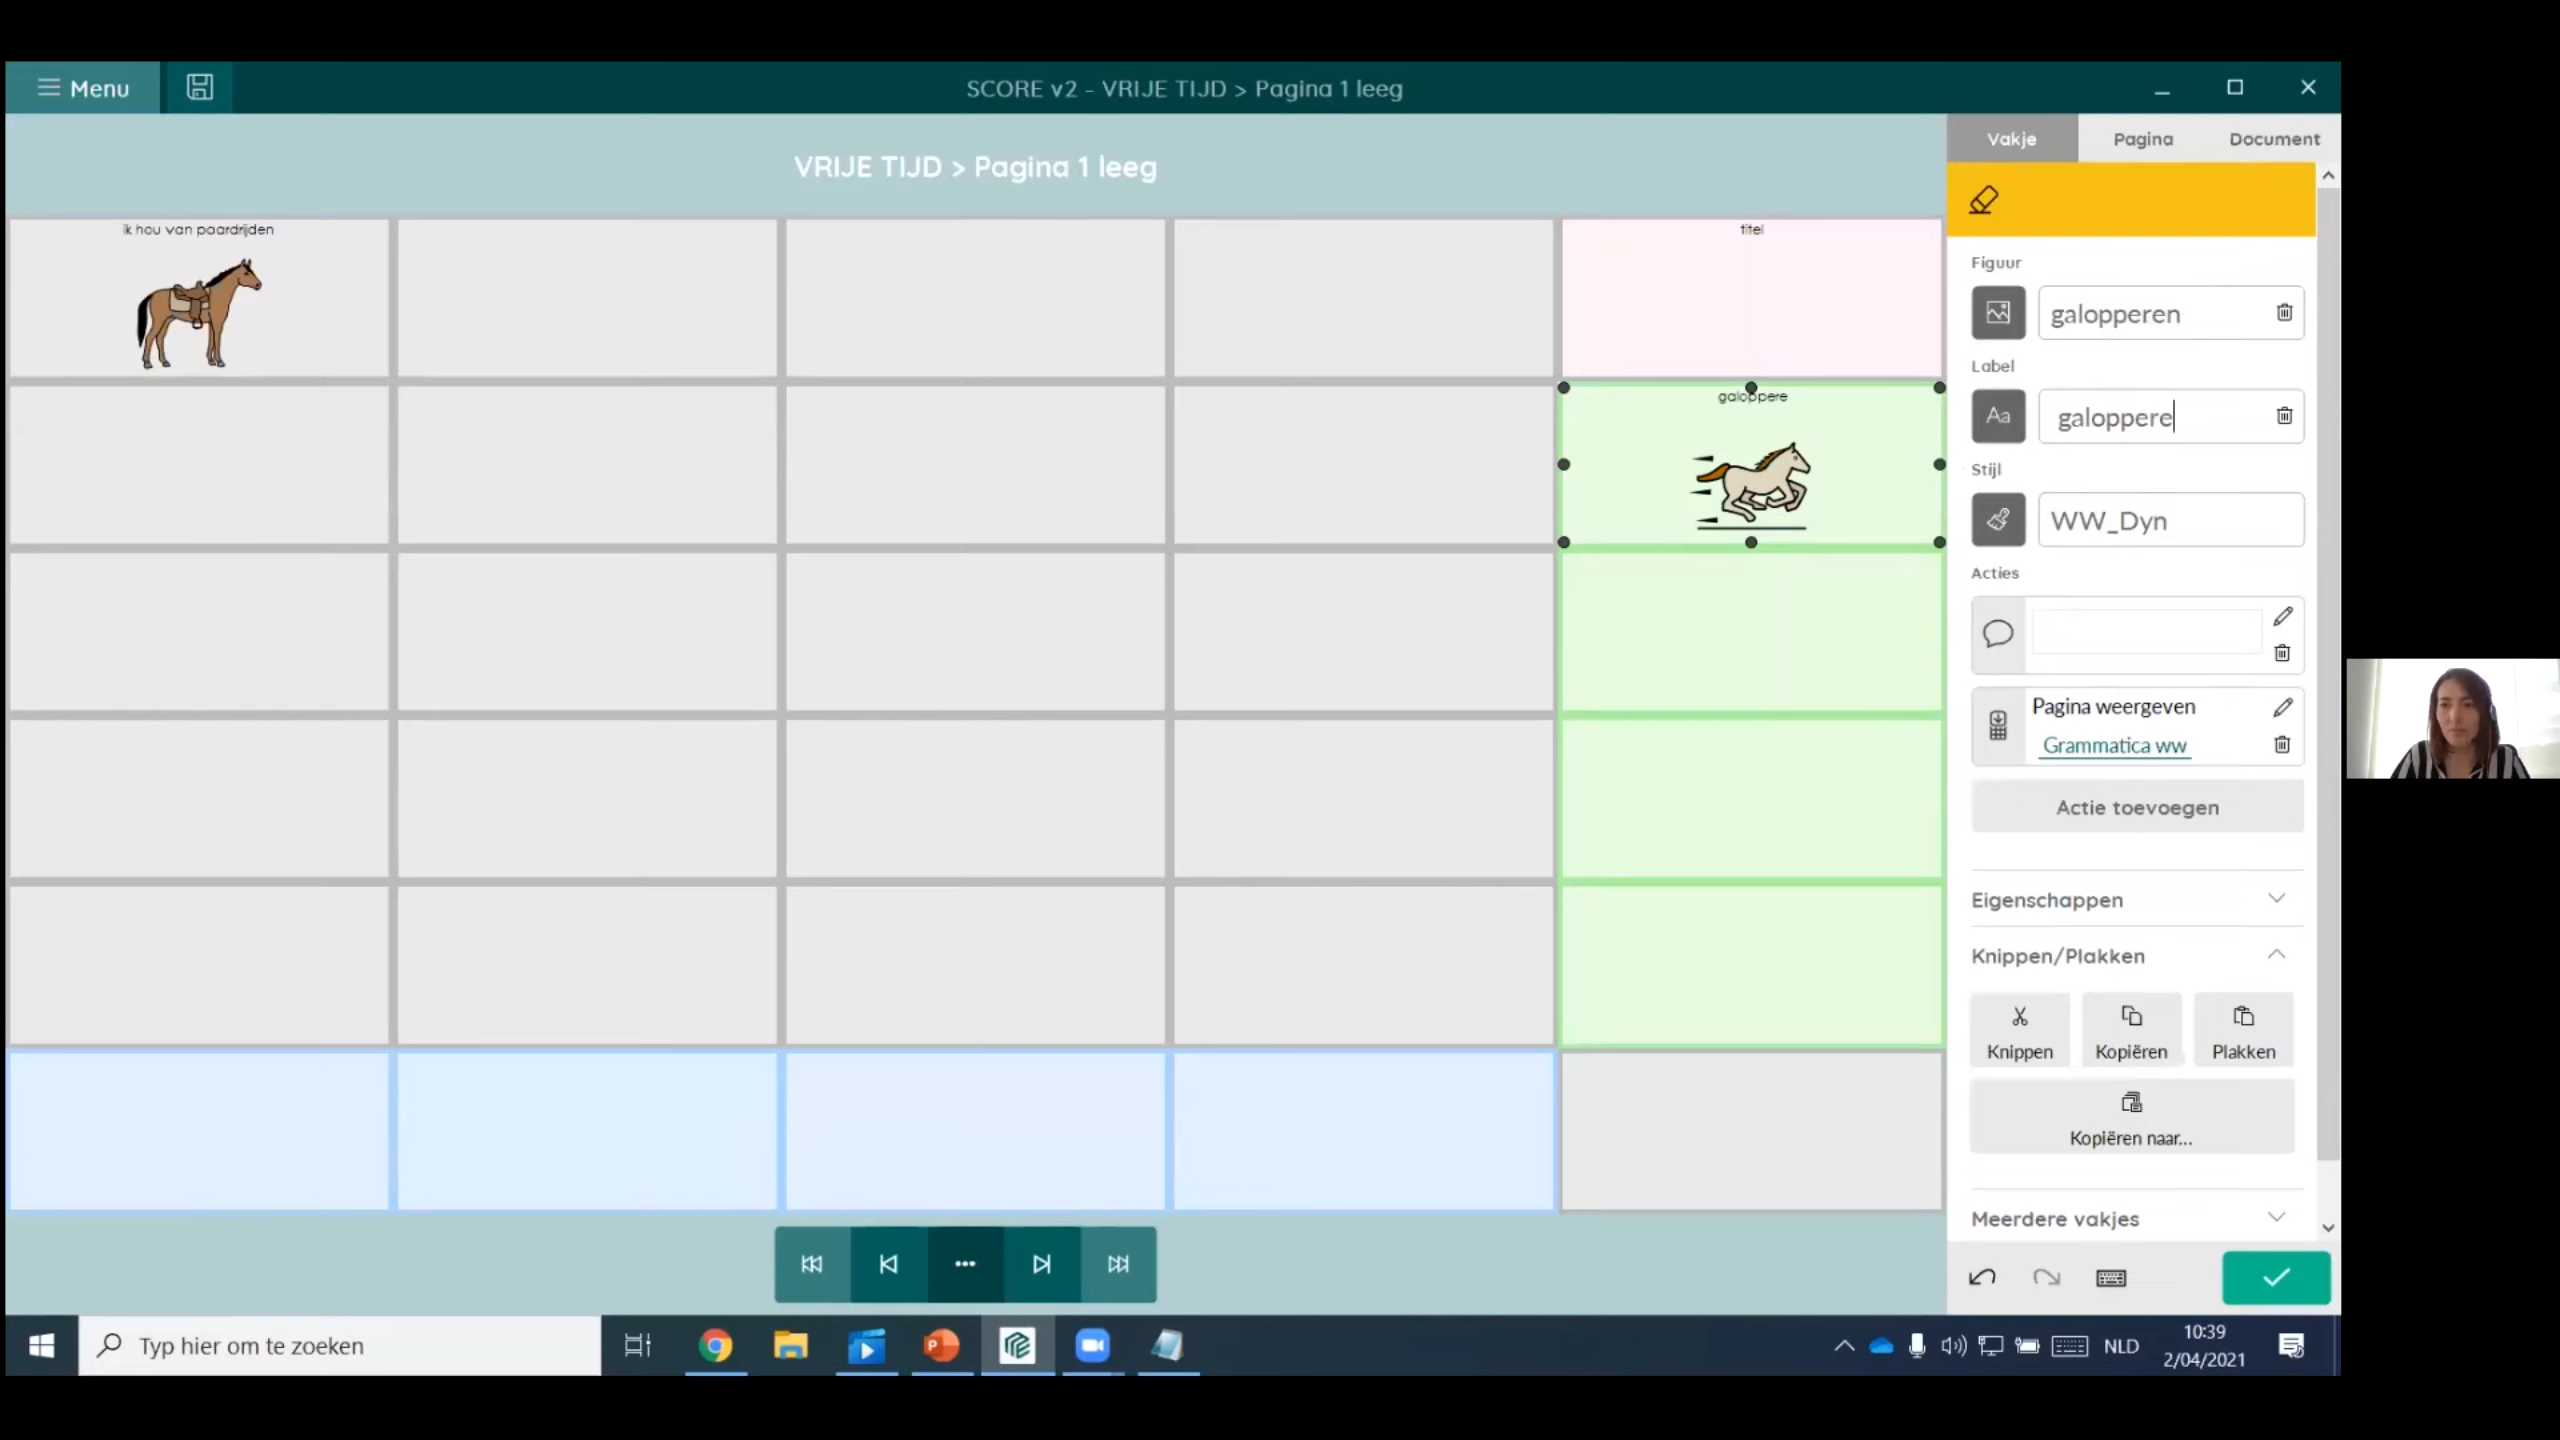 Menu
SCORE v2 - VRIJE TIJD > Pagina 1 leeg
VRIJE TIJD > Pagina 1 leeg
Vakje Pagina Document
ik hou van paardrijden
titel
galoppere
Figuur
galopperen
Label
Aa galoppere
Stijl
WW_Dyn
Acties
Pagina weergeven
Grammatica ww
Actie toevoegen
Eigenschappen
Knippen/Plakken
Knippen Kopiëren Plakken
Kopiëren naar...
Meerdere vakjes
Typ hier om te zoeken
NLD
10:39
2/04/2021